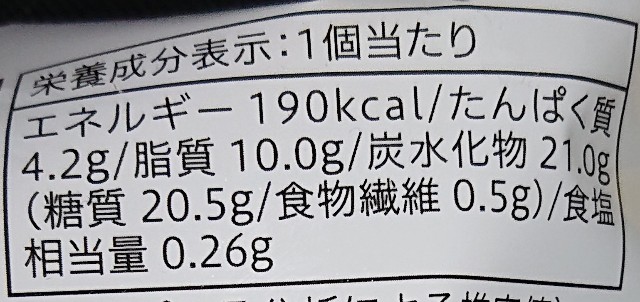 栄養成分表示:1個当たり
エネルギー 190kcal/たんぱく質
4.2g/脂質 10.0g/炭水化物 21.0g
(糖質 20.5g/食物繊維 0.5g)/食塩
相当量 0.26g